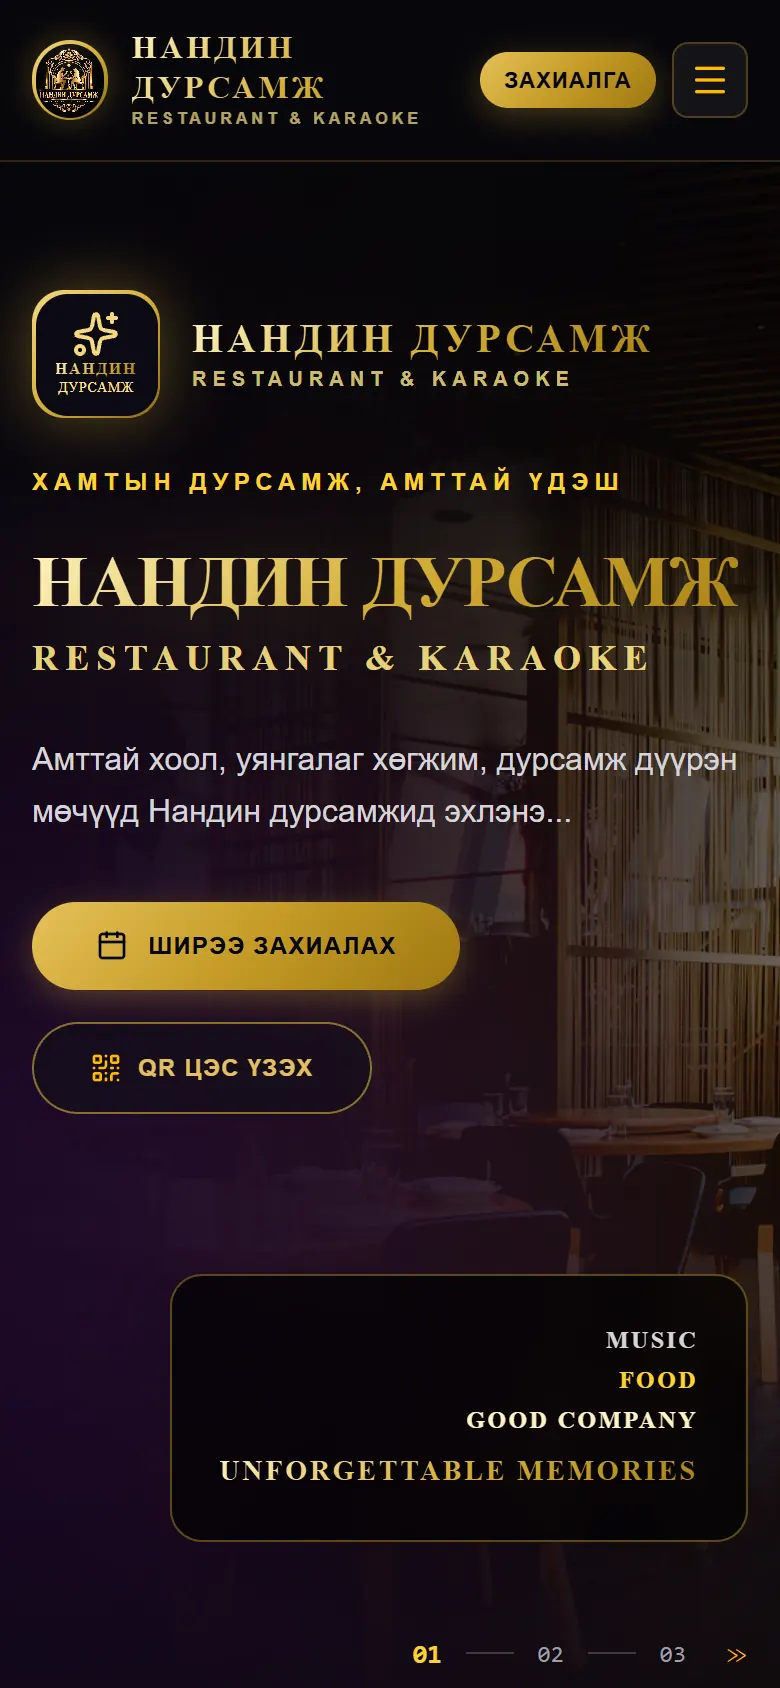 НАНДИН
ДУРСАМЖ
RESTAURANT & KARAOKE
НАНДИН ДУРСАМЖ
ЗАХИАЛГА
НАНДИН
ДУРСАМЖ
НАНДИН ДУРСАМЖ
RESTAURANT & KARAOKE
ХАМТЫН ДУРСАМЖ, АМТТАЙ ҮДЭШ
НАНДИН ДУРСАМЖ
RESTAURANT & KARAOKE
Амттай хоол, уянгалаг хөгжим, дурсамж дүүрэн
мөчүүд Нандин дурсамжид эхлэнэ...
ШИРЭЭ ЗАХИАЛАХ
QR ЦЭС ҮЗЭХ
MUSIC
FOOD
GOOD COMPANY
UNFORGETTABLE MEMORIES
01 02 03